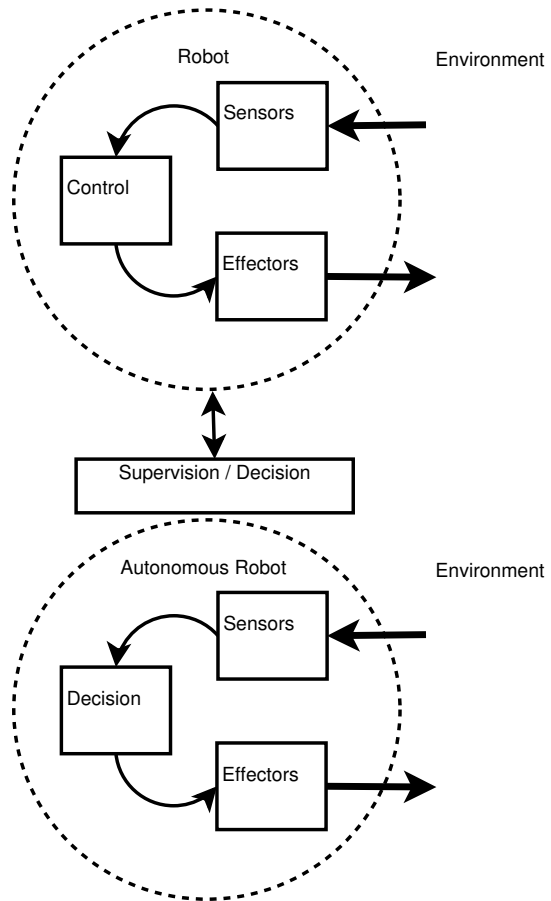 Robot
Environment
Sensors
Control
Effectors
Supervision / Decision
Autonomous Robot
Environment
Sensors
Decision
Effectors